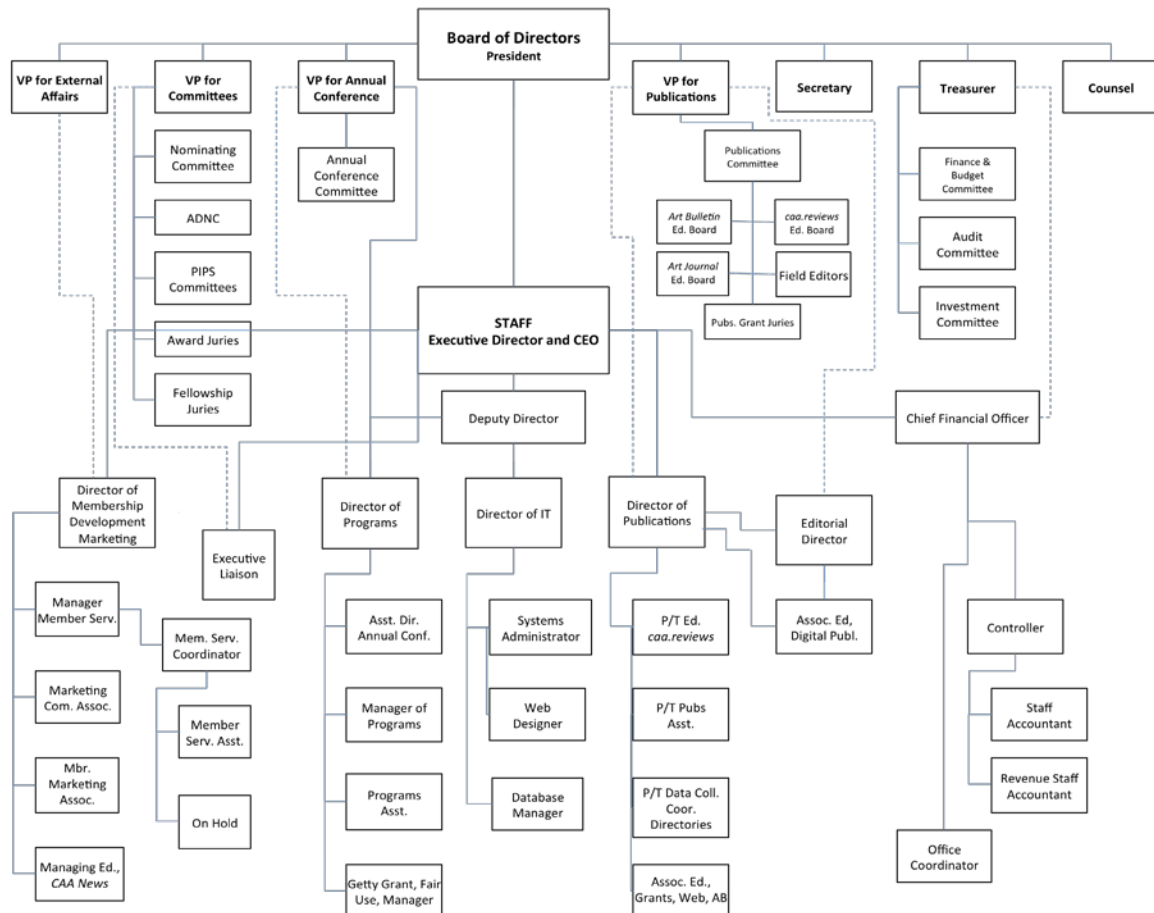 Board of Directors
President
VP for External
Affairs
VP for
Committees
VP for Annual
Conference
VP for
Publications
Secretary
Treasurer
Counsel
Nominating
Committee
ADNC
PIPS
Committees
Award Juries
Fellowship
Juries
Annual
Conference
Committee
Publications
Committee
Art Bulletin
Ed. Board
caa.reviews
Ed. Board
Art Journal
Ed. Board
Field Editors
Pubs. Grant Juries
Finance &
Budget
Committee
Audit
Committee
Investment
Committee
STAFF
Executive Director and CEO
Deputy Director
Chief Financial Officer
Director of
Membership
Development
Marketing
Executive
Liaison
Director of
Programs
Director of IT
Director of
Publications
Editorial
Director
Manager
Member Serv.
Mem. Serv.
Coordinator
Marketing
Com. Assoc.
Member
Serv. Asst.
Mbr.
Marketing
Assoc.
On Hold
Managing Ed.,
CAA News
Asst. Dir.
Annual Conf.
Manager of
Programs
Programs
Asst.
Getty Grant, Fair
Use, Manager
Systems
Administrator
Web
Designer
Database
Manager
P/T Ed.
caa.reviews
P/T Pubs
Asst.
P/T Data Coll.
Coor.
Directories
Assoc. Ed.,
Grants, Web, AB
Assoc. Ed,
Digital Publ.
Controller
Staff
Accountant
Revenue Staff
Accountant
Office
Coordinator